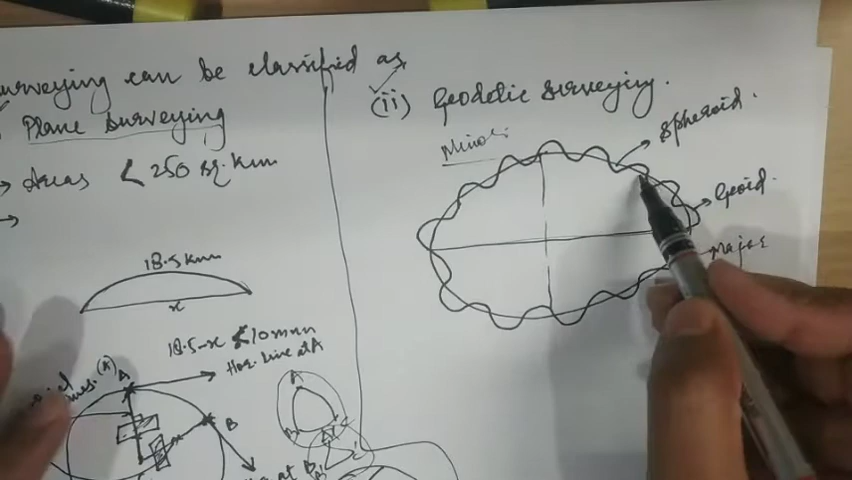 surveying can be classified as
Plane surveying
→ Areas < 250 sq.km
→
18.5 km
x
18.5-x < 10mm
Hor. line at A
A
B
A
B
(ii) Geodetic surveying.
Minor
Spheroid.
Geoid.
Major